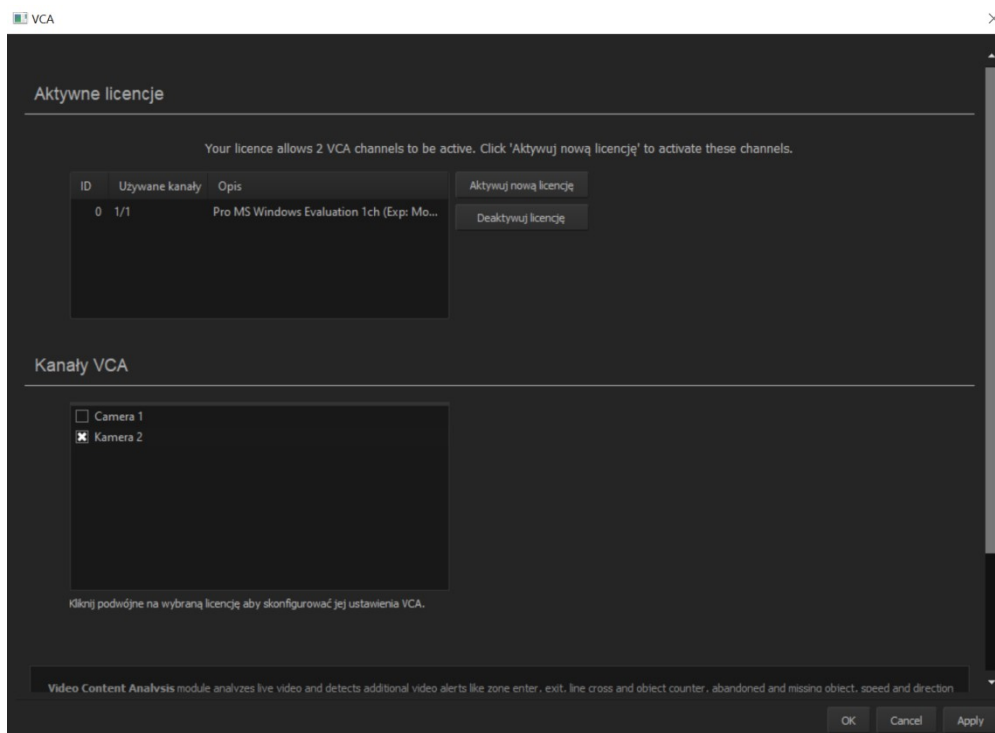 VCA
Aktywne licencje
Your licence allows 2 VCA channels to be active. Click 'Aktywuj nową licencję' to activate these channels.
ID Używane kanały Opis
0 1/1 Pro MS Windows Evaluation 1ch (Exp: Mo...
Aktywuj nową licencję
Deaktywuj licencję
Kanały VCA
Camera 1
Kamera 2
Kliknij podwójne na wybraną licencję aby skonfigurować jej ustawienia VCA.
Video Content Analysis module analyzes live video and detects additional video alerts like zone enter, exit, line cross and object counter, abandoned and missing object, speed and direction
OK Cancel Apply